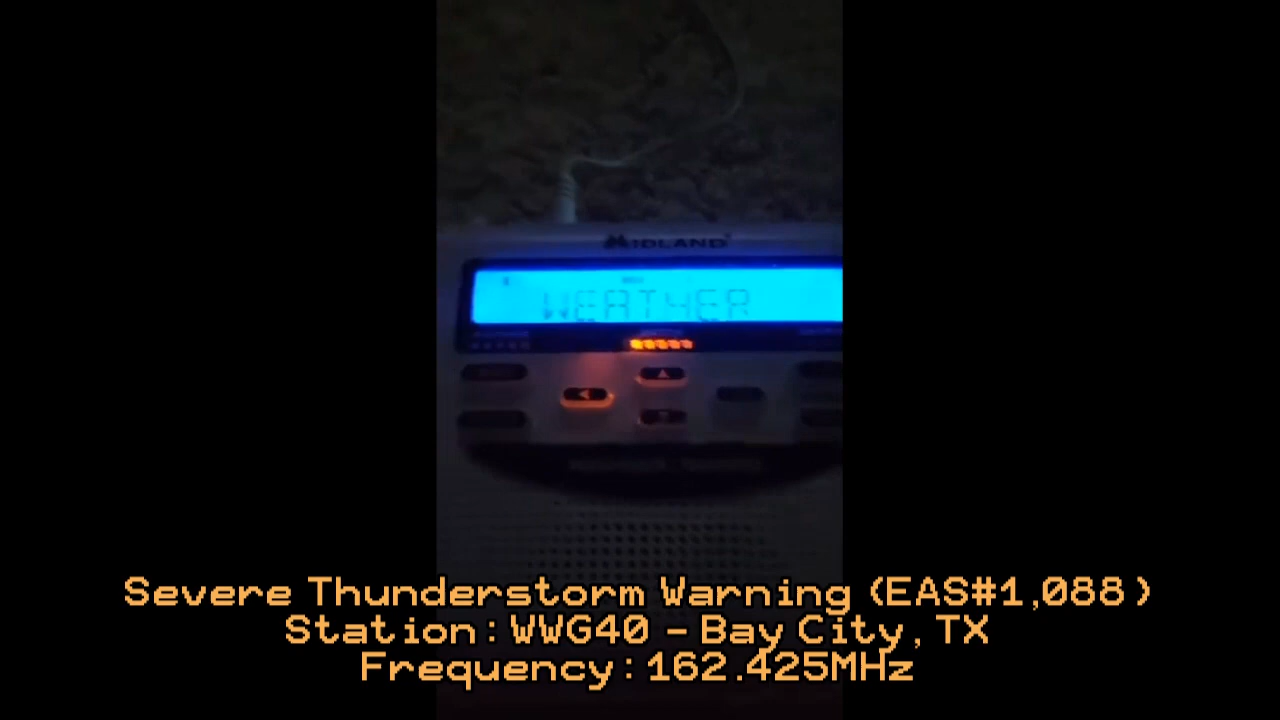 MIDLAND
WEATHER
Severe Thunderstorm Warning (EAS#1,088)
Station: WWG40 - Bay City, TX
Frequency: 162.425MHz